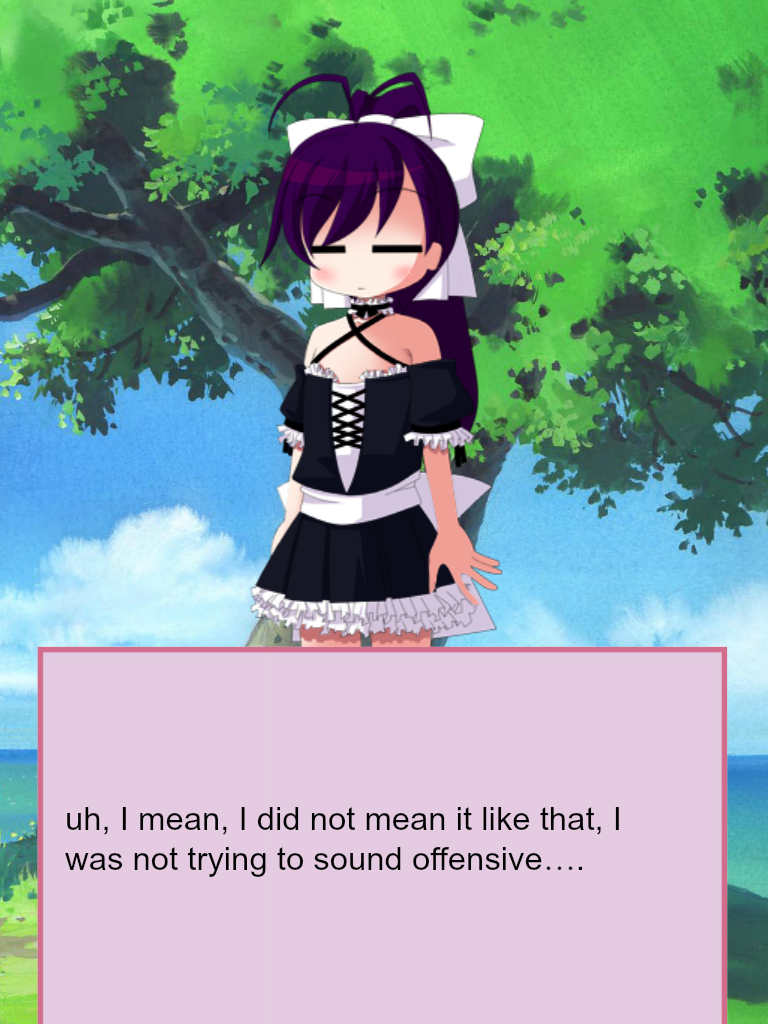 uh, I mean, I did not mean it like that, I
was not trying to sound offensive….